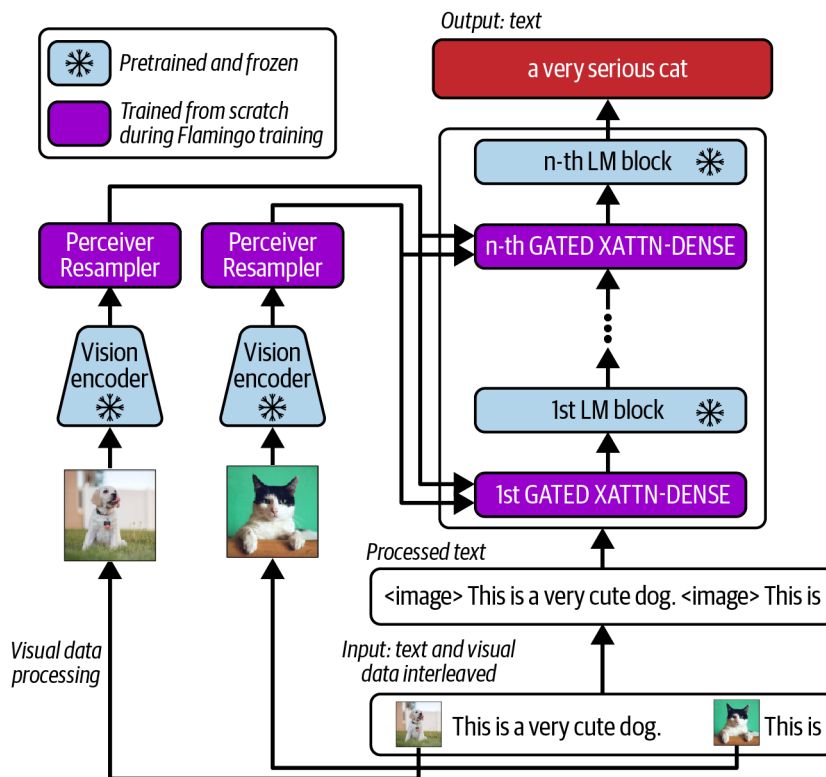 Output: text
a very serious cat
Pretrained and frozen
Trained from scratch
during Flamingo training
n-th LM block
n-th GATED XATTN-DENSE
Perceiver
Resampler
Perceiver
Resampler
Vision
encoder
Vision
encoder
1st LM block
1st GATED XATTN-DENSE
Processed text
<image> This is a very cute dog. <image> This is
Visual data
processing
Input: text and visual
data interleaved
This is a very cute dog.
This is